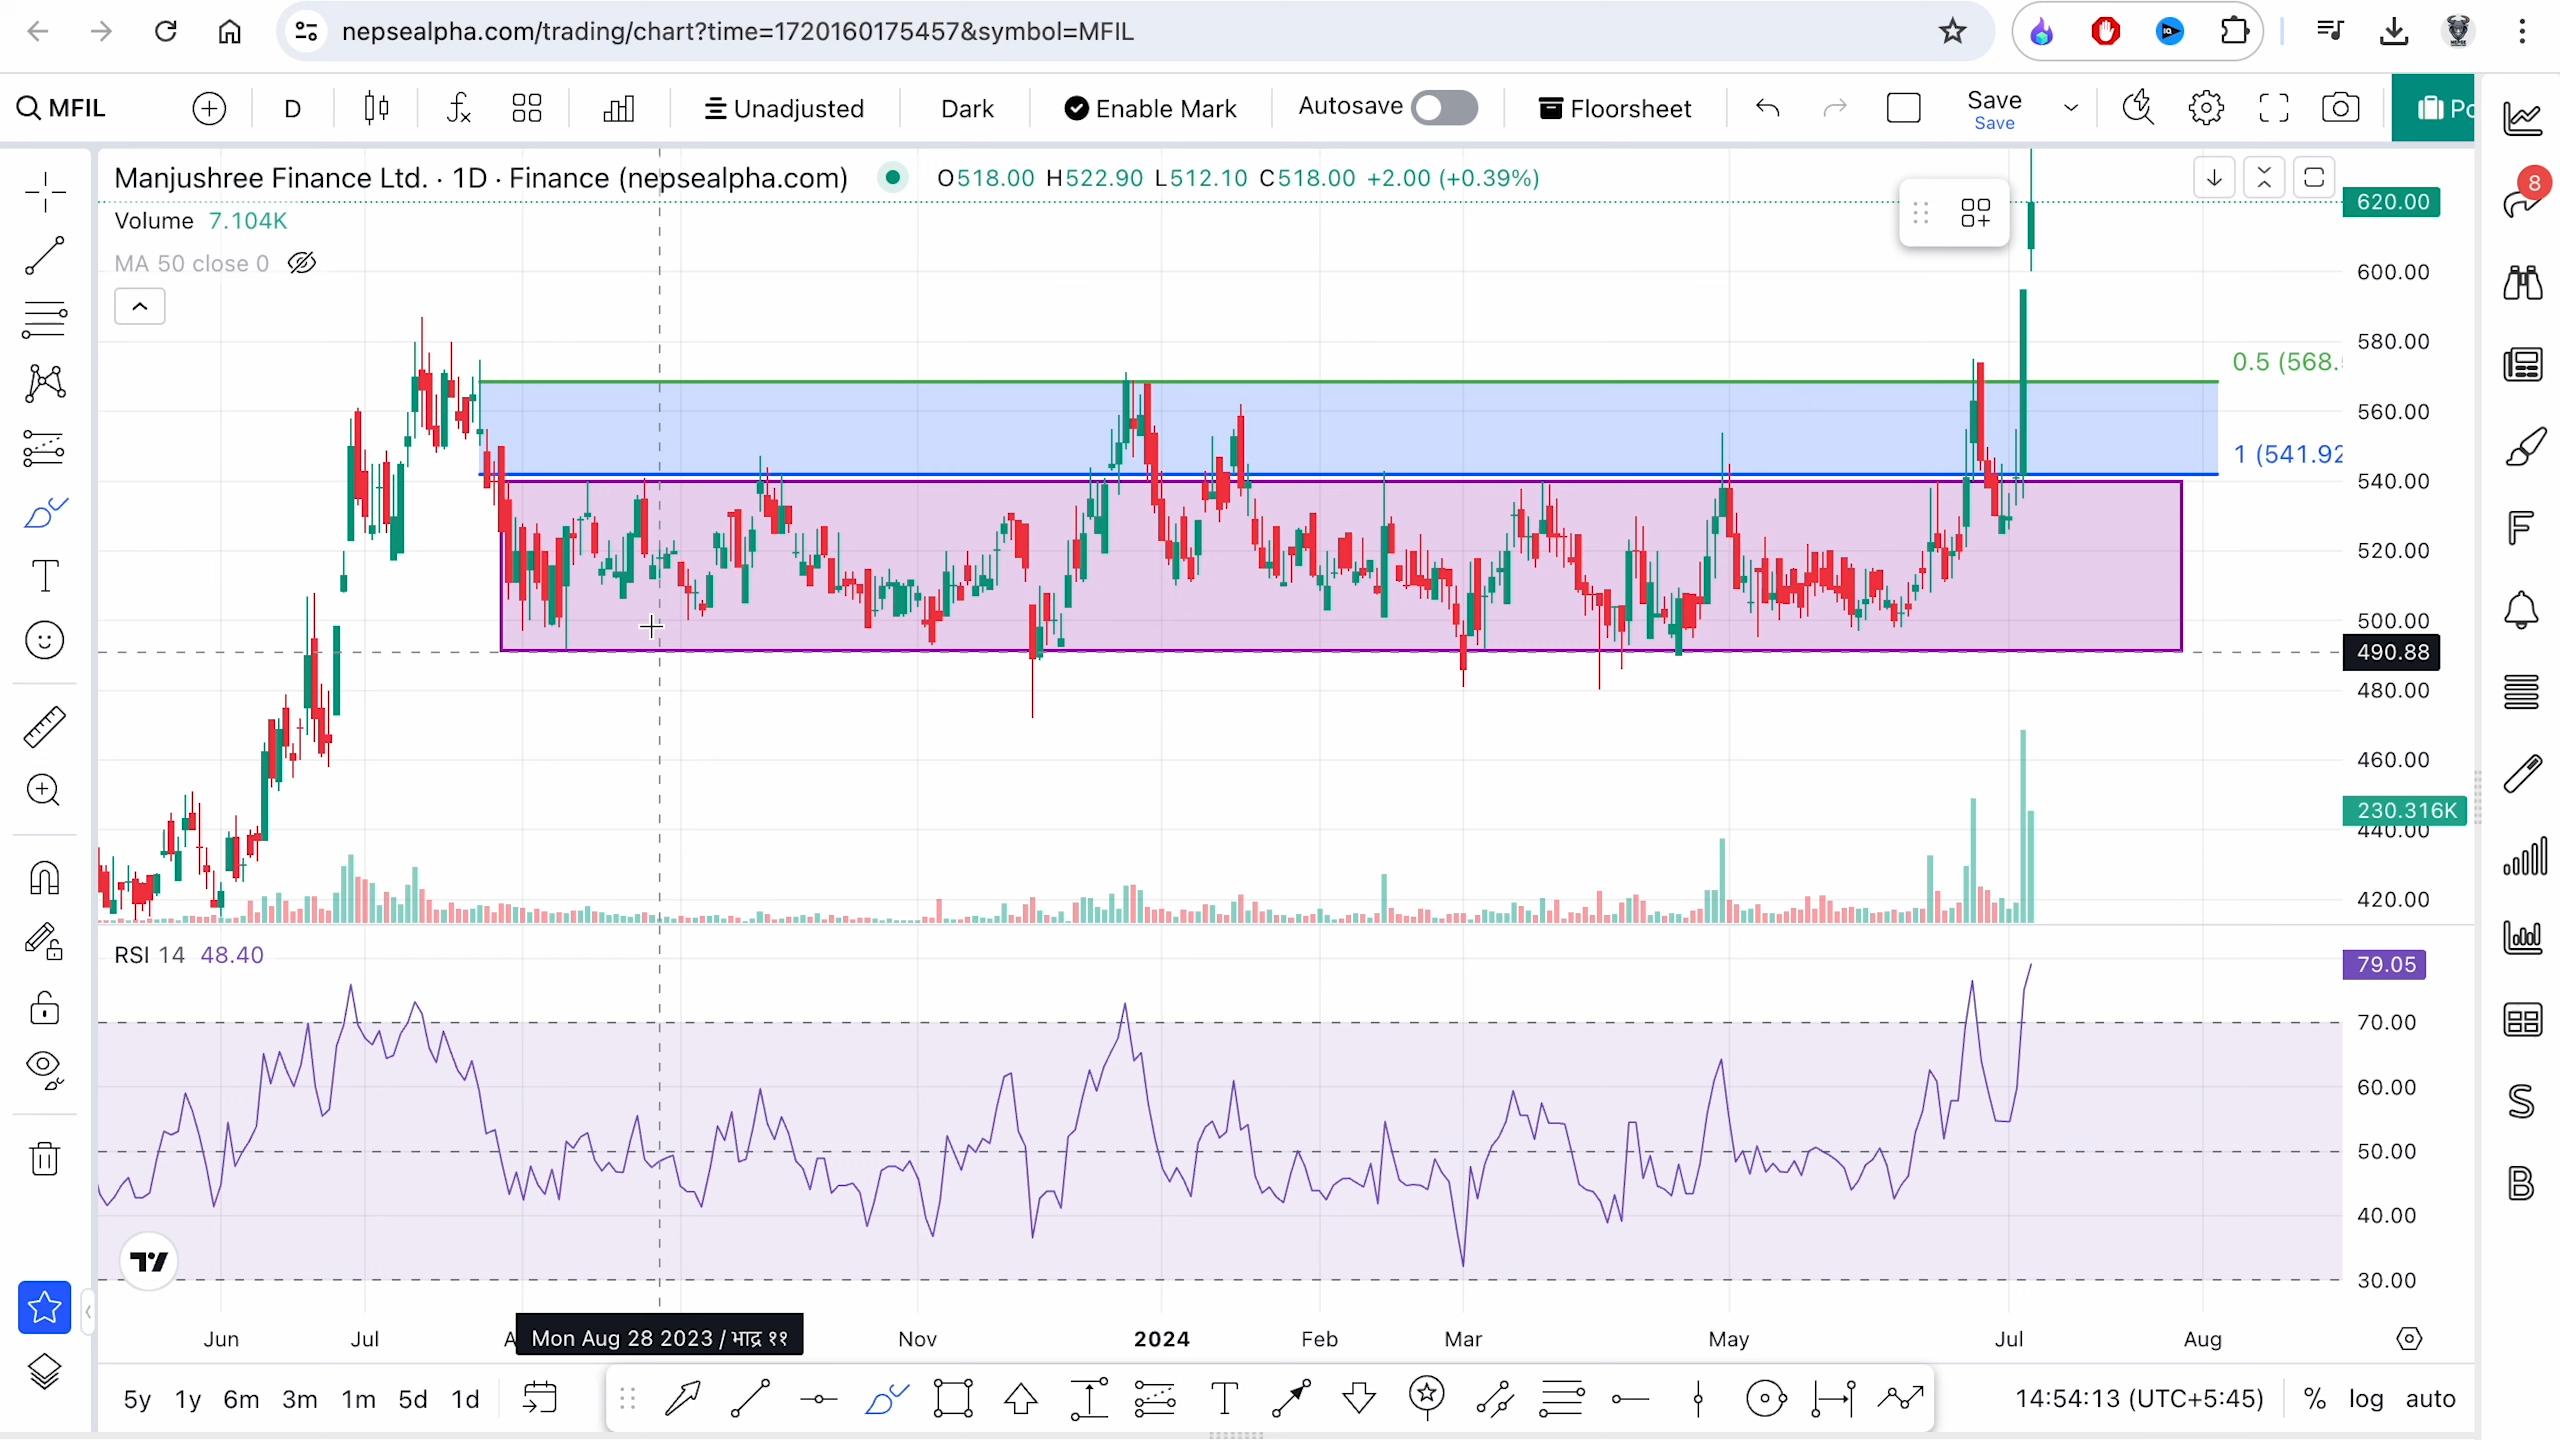 nepsealpha.com/trading/chart?time=1720160175457&symbol=MFIL
MFIL D Unadjusted Dark Enable Mark Autosave Floorsheet Save
Save
Manjushree Finance Ltd. · 1D · Finance (nepsealpha.com) O518.00 H522.90 L512.10 C518.00 +2.00 (+0.39%)
8
Volume 7.104K
MA 50 close 0
620.00
600.00
580.00
0.5 (568.
560.00
1 (541.92
540.00
520.00
500.00
490.88
480.00
460.00
230.316K
440.00
420.00
RSI 14 48.40
79.05
70.00
60.00
50.00
40.00
30.00
F
S
B
Jun Jul Mon Aug 28 2023 / भाद्र ११ Nov 2024 Feb Mar May Jul Aug
5y 1y 6m 3m 1m 5d 1d
14:54:13 (UTC+5:45) % log auto